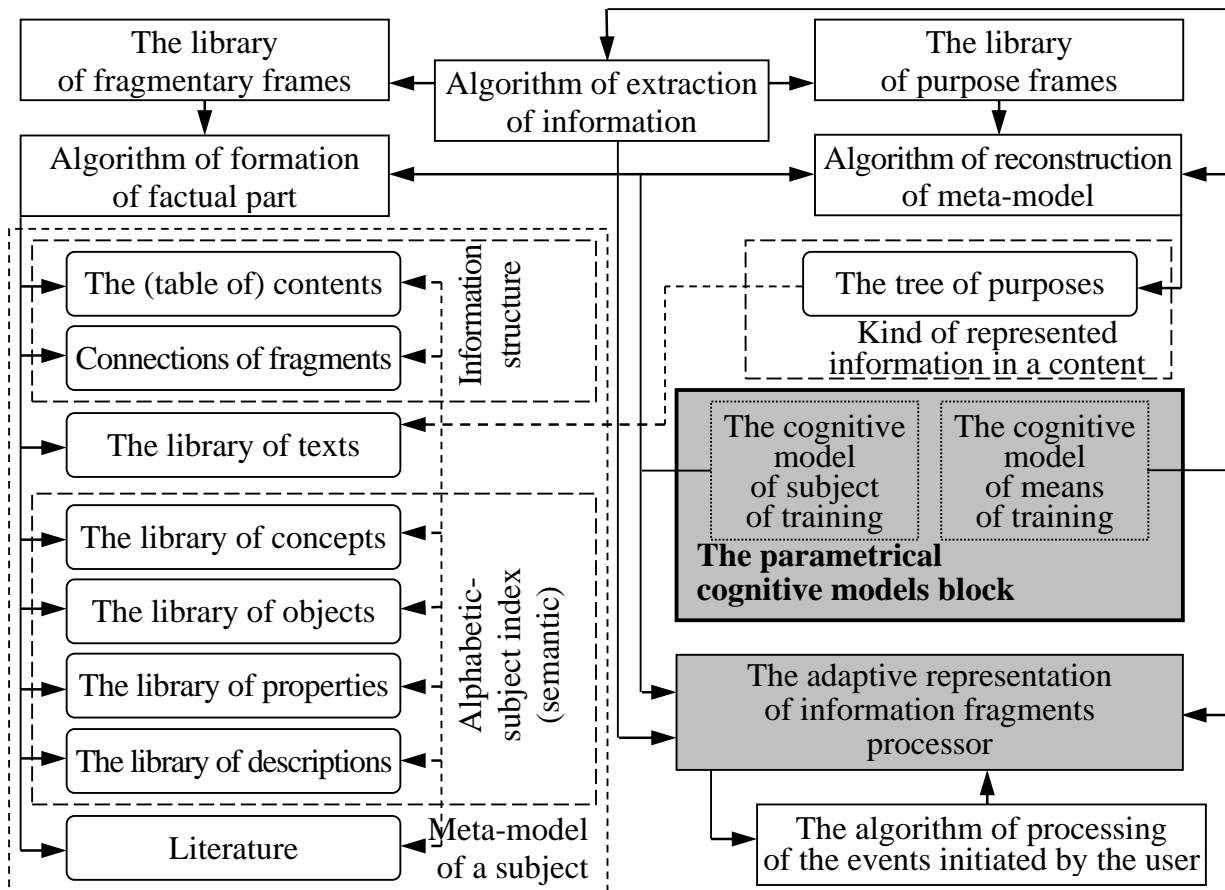 The library
of fragmentary frames
Algorithm of extraction
of information
The library
of purpose frames
Algorithm of formation
of factual part
Algorithm of reconstruction
of meta-model
The (table of) contents
Connections of fragments
Information
structure
The tree of purposes
Kind of represented
information in a content
The library of texts
The cognitive
model
of subject
of training
The cognitive
model
of means
of training
The parametrical
cognitive models block
The library of concepts
The library of objects
The library of properties
The library of descriptions
Alphabetic-
subject index
(semantic)
The adaptive representation
of information fragments
processor
Literature
Meta-model
of a subject
The algorithm of processing
of the events initiated by the user